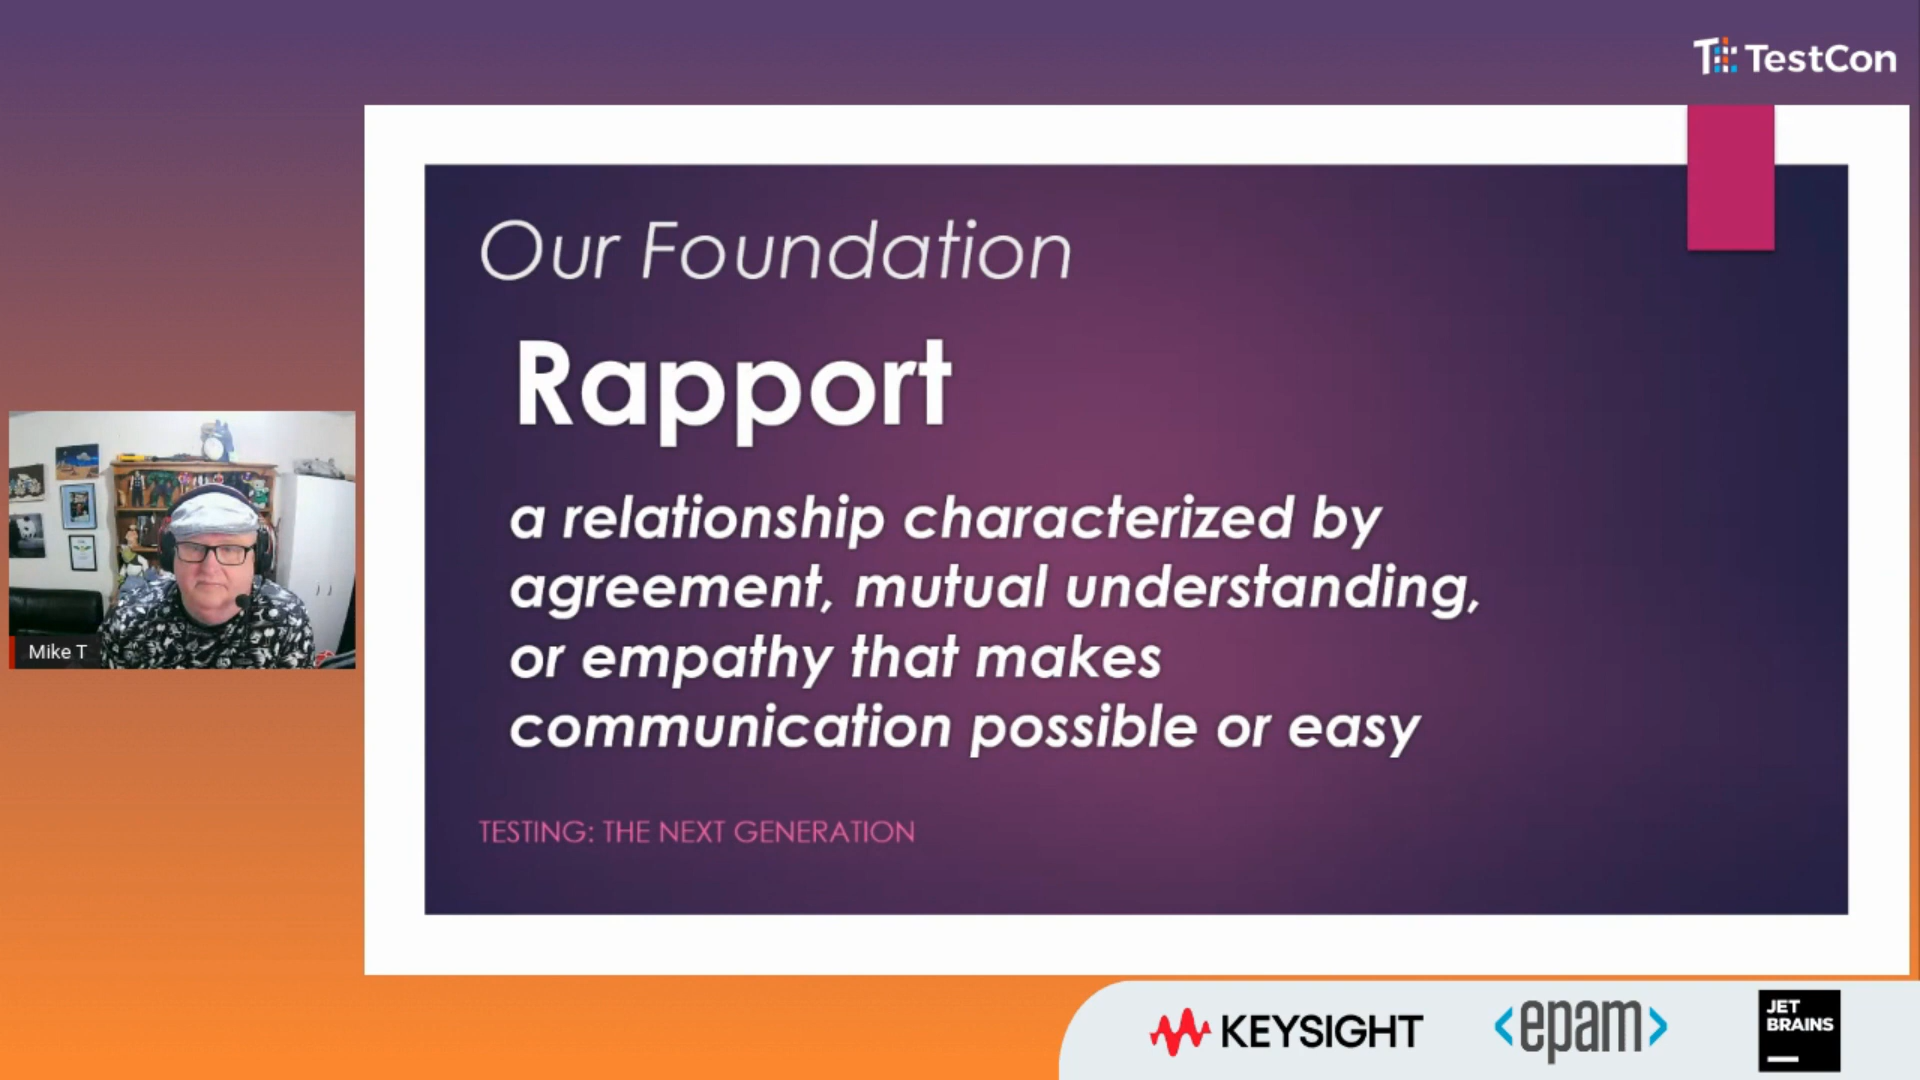 TestCon
Our Foundation
Rapport
a relationship characterized by
agreement, mutual understanding,
or empathy that makes
communication possible or easy
TESTING: THE NEXT GENERATION
Mike T
KEYSIGHT
<epam>
JET
BRAINS